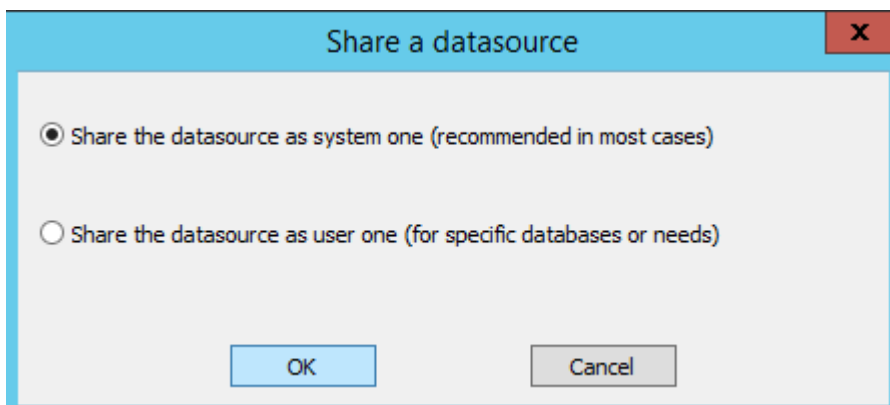 Share a datasource
x
Share the datasource as system one (recommended in most cases)
Share the datasource as user one (for specific databases or needs)
OK Cancel